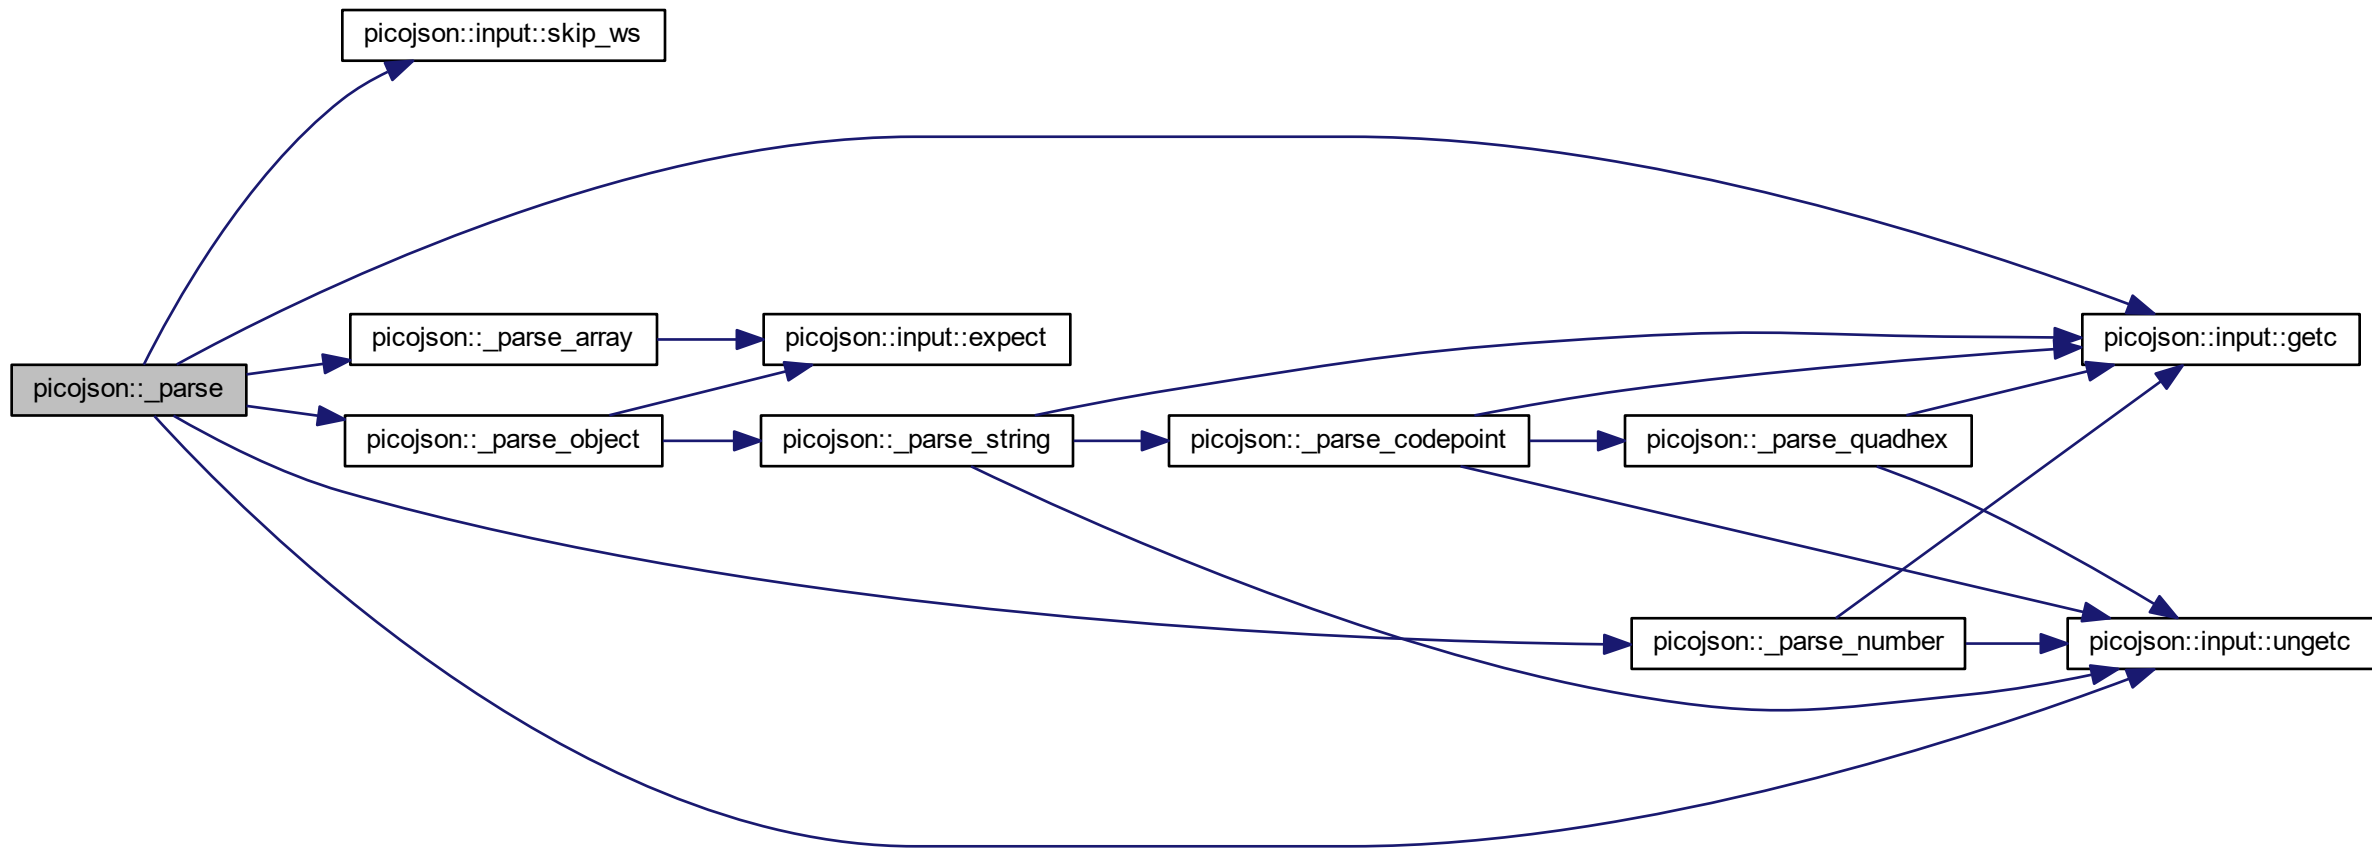 picojson::input::skip_ws
picojson::_parse_array
picojson::input::expect
picojson::input::getc
picojson::_parse
picojson::_parse_object
picojson::_parse_string
picojson::_parse_codepoint
picojson::_parse_quadhex
picojson::_parse_number
picojson::input::ungetc